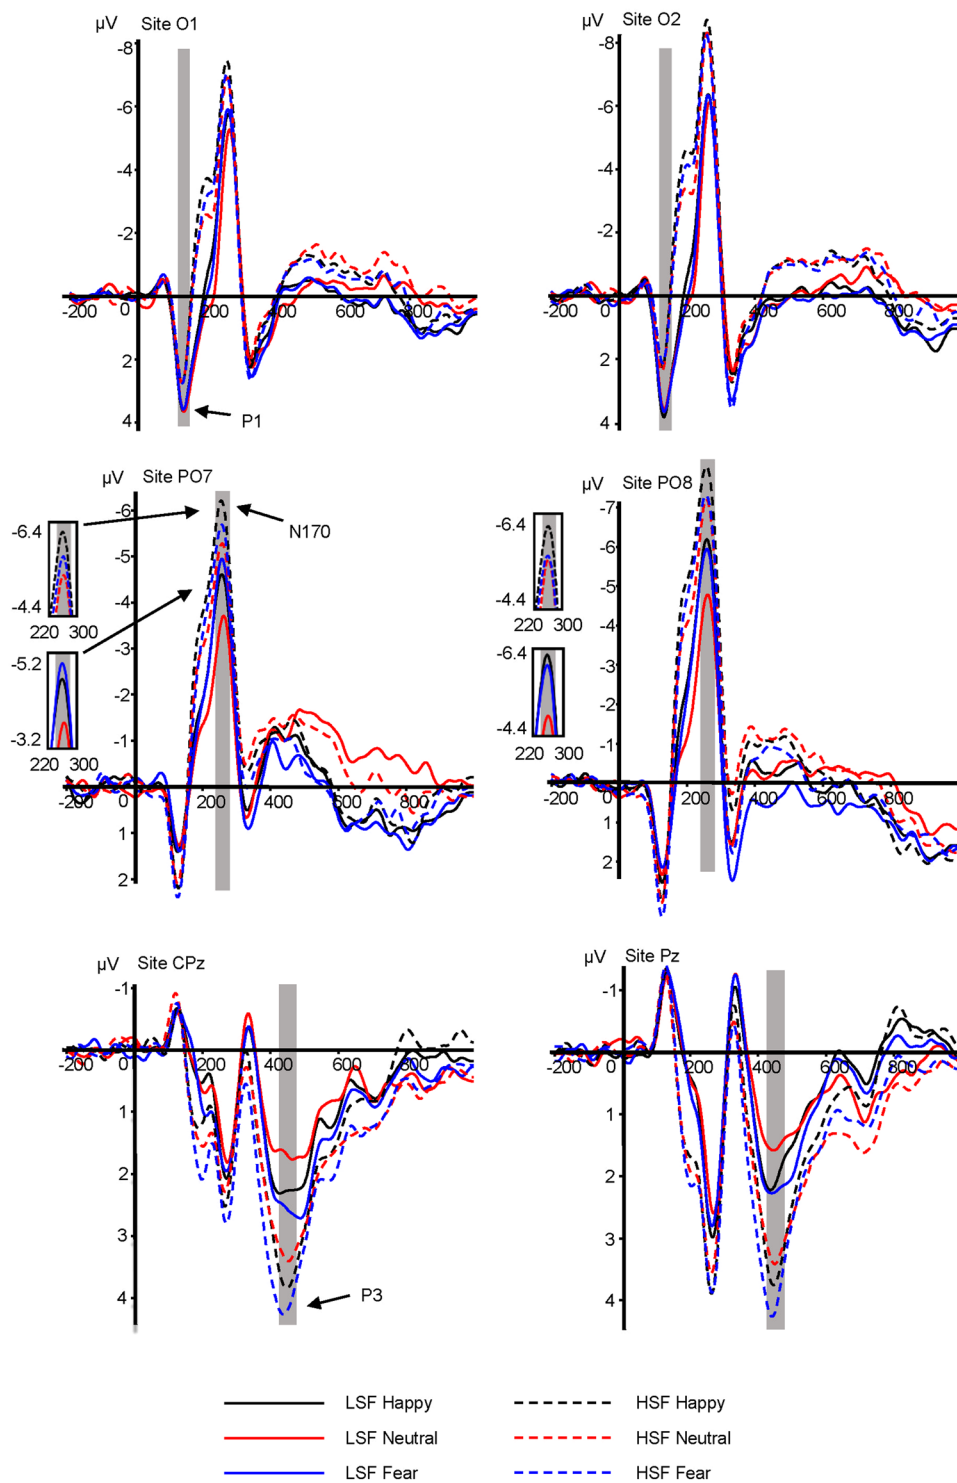 µV Site O1
-8
-6
-4
-2
-200 0 200 400 600 800
2
4
P1
µV Site O2
-8
-6
-4
-2
-200 0 200 400 600 800
2
4
µV Site PO7
-6
-5
-4
-3
-2
-1
-200 0 200 400 600 800
1
2
N170
-6.4
-4.4
220 300
-5.2
-3.2
220 300
µV Site PO8
-7
-6
-5
-4
-3
-2
-1
-200 0 200 400 600 800
1
2
-6.4
-4.4
220 300
-6.4
-4.4
220 300
µV Site CPz
-1
-200 0 200 400 600 800
1
2
3
4
P3
µV Site Pz
-1
-200 0 200 400 600 800
1
2
3
4
LSF Happy HSF Happy
LSF Neutral HSF Neutral
LSF Fear HSF Fear